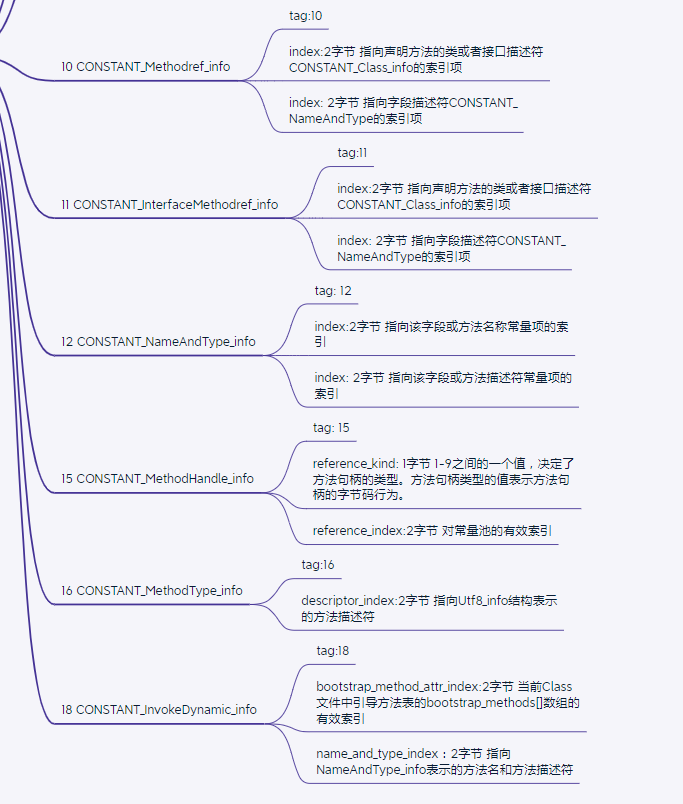 tag:10
10 CONSTANT_Methodref_info
index:2字节 指向声明方法的类或者接口描述符
CONSTANT_Class_info的索引项
index: 2字节 指向字段描述符CONSTANT_
NameAndType的索引项
tag:11
11 CONSTANT_InterfaceMethodref_info
index:2字节 指向声明方法的类或者接口描述符
CONSTANT_Class_info的索引项
index: 2字节 指向字段描述符CONSTANT_
NameAndType的索引项
tag: 12
12 CONSTANT_NameAndType_info
index:2字节 指向该字段或方法名称常量项的索
引
index: 2字节 指向该字段或方法描述符常量项的
索引
tag: 15
15 CONSTANT_MethodHandle_info
reference_kind: 1字节 1-9之间的一个值，决定了
方法句柄的类型。方法句柄类型的值表示方法句
柄的字节码行为。
reference_index:2字节 对常量池的有效索引
tag:16
16 CONSTANT_MethodType_info
descriptor_index:2字节 指向Utf8_info结构表示
的方法描述符
tag:18
18 CONSTANT_InvokeDynamic_info
bootstrap_method_attr_index:2字节 当前Class
文件中引导方法表的bootstrap_methods[]数组的
有效索引
name_and_type_index：2字节 指向
NameAndType_info表示的方法名和方法描述符